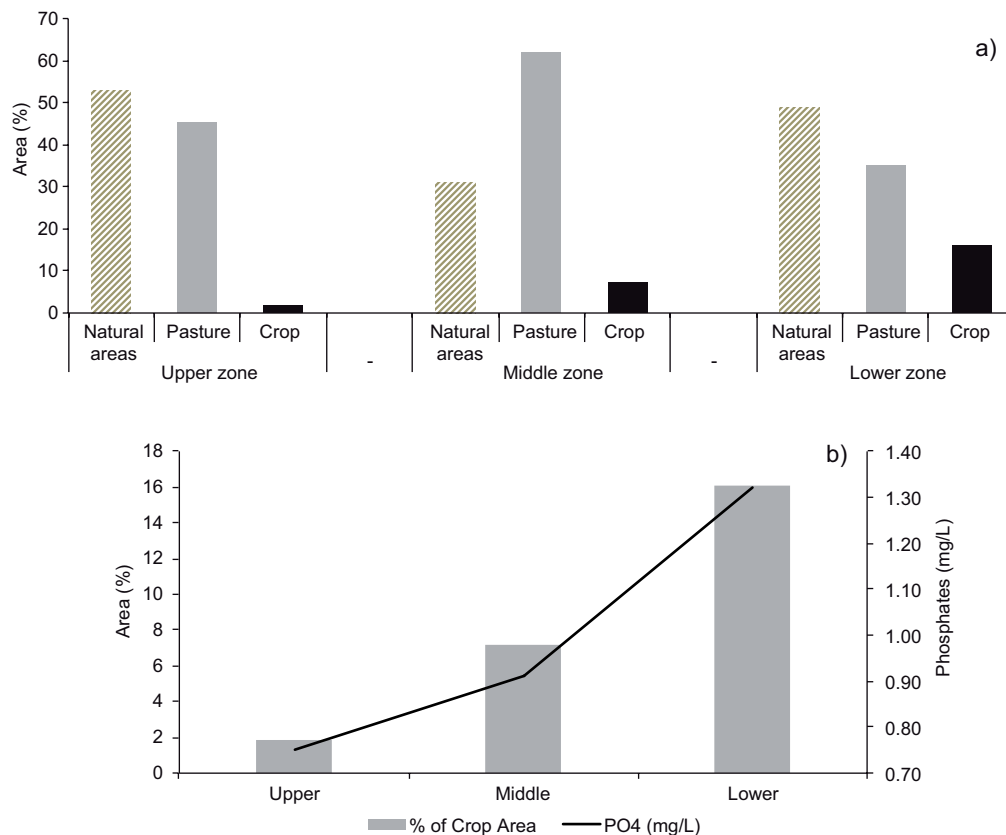 a)
Area (%)
70
60
50
40
30
20
10
0
Natural areas Pasture Crop - Natural areas Pasture Crop - Natural areas Pasture Crop
Upper zone Middle zone Lower zone
b)
Area (%)
18
16
14
12
10
8
6
4
2
0
1.40
1.30
1.20
1.10
1.00
0.90
0.80
0.70
Phosphates (mg/L)
Upper Middle Lower
% of Crop Area PO4 (mg/L)